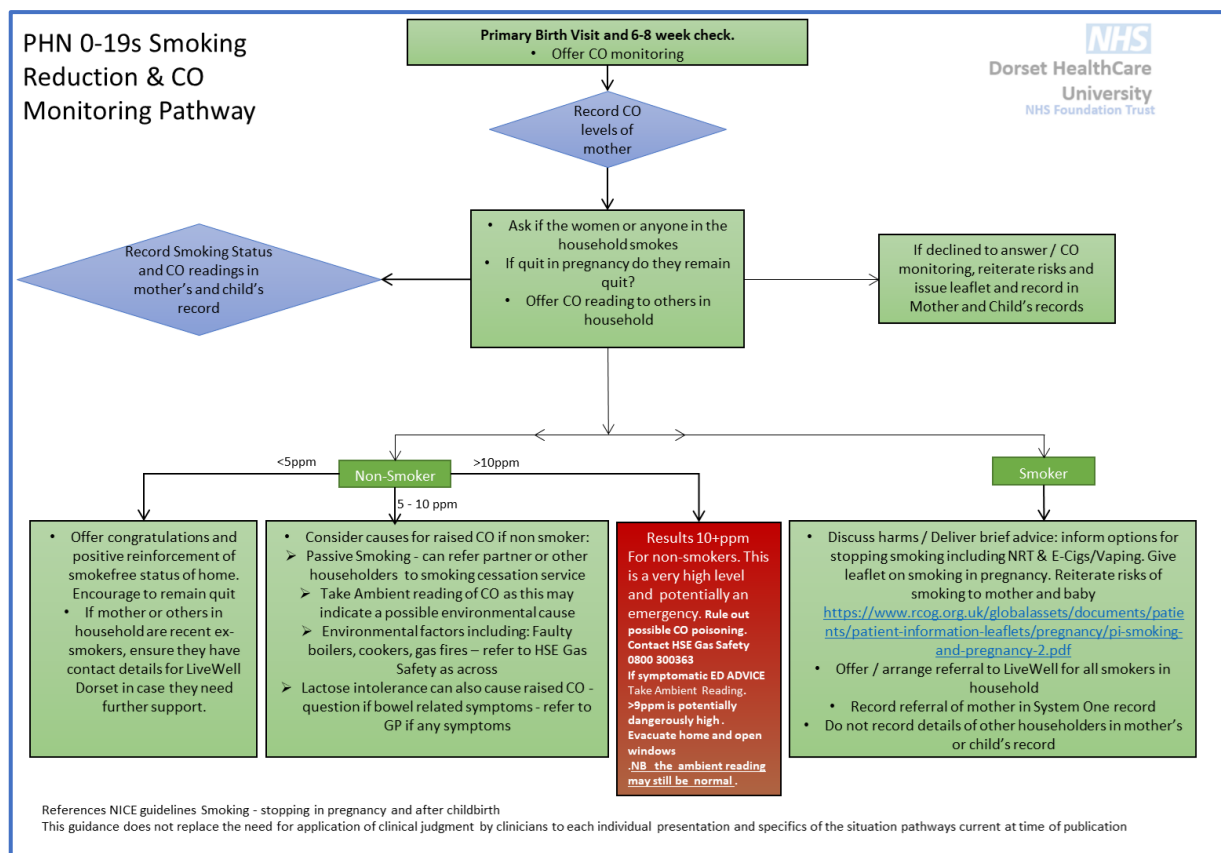 PHN 0-19s Smoking
Reduction & CO
Monitoring Pathway
Primary Birth Visit and 6-8 week check.
• Offer CO monitoring
NHS
Dorset HealthCare
University
NHS Foundation Trust
Record CO
levels of
mother
• Ask if the women or anyone in the
household smokes
• If quit in pregnancy do they remain
quit?
• Offer CO reading to others in
household
Record Smoking Status
and CO readings in
mother's and child's
record
If declined to answer / CO
monitoring, reiterate risks and
issue leaflet and record in
Mother and Child's records
<5ppm
Non-Smoker
>10ppm
5 - 10 ppm
Smoker
• Offer congratulations and
positive reinforcement of
smokefree status of home.
Encourage to remain
quit
• If mother or others in
household are recent ex-
smokers, ensure they have
contact details for LiveWell
Dorset in case they need
further support.
• Consider causes for raised CO if non smoker:
➢ Passive Smoking - can refer partner or other
householders to smoking cessation service
➢ Take Ambient reading of CO as this may
indicate a possible environmental cause
➢ Environmental factors including: Faulty
boilers, cookers, gas fires – refer to HSE Gas
Safety as across
➢ Lactose intolerance can also cause raised CO -
question if bowel related symptoms - refer to
GP if any symptoms
Results 10+ppm
For non-smokers. This
is a very high level
and potentially an
emergency. Rule out
possible CO poisoning.
Contact HSE Gas Safety
0800 300363
If symptomatic ED ADVICE
Take Ambient Reading.
>9ppm is potentially
dangerously high .
Evacuate home and open
windows
.NB the ambient reading
may still be normal .
• Discuss harms / Deliver brief advice: inform options for
stopping smoking including NRT & E-Cigs/Vaping. Give
leaflet on smoking in pregnancy. Reiterate risks of
smoking to mother and baby
https://www.rcog.org.uk/globalassets/documents/patie
nts/patient-information-leaflets/pregnancy/pi-smoking-
and-pregnancy-2.pdf
• Offer / arrange referral to LiveWell for all smokers in
household
• Record referral of mother in System One record
• Do not record details of other householders in mother's
or child's record
References NICE guidelines Smoking - stopping in pregnancy and after childbirth
This guidance does not replace the need for application of clinical judgment by clinicians to each individual presentation and specifics of the situation pathways current at time of publication